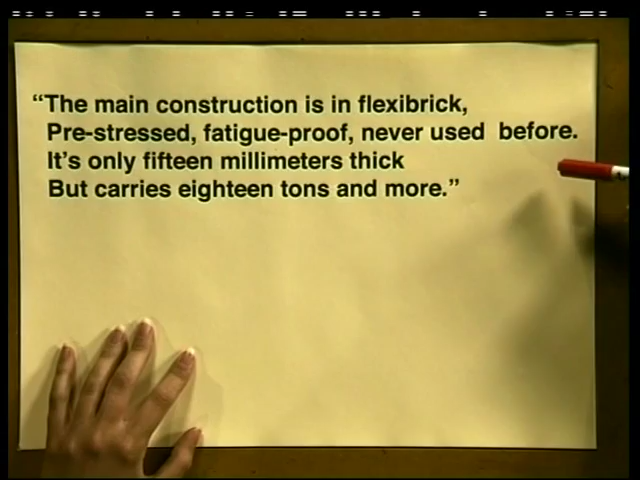 “The main construction is in flexibrick,
Pre-stressed, fatigue-proof, never used before.
It’s only fifteen millimeters thick
But carries eighteen tons and more.”